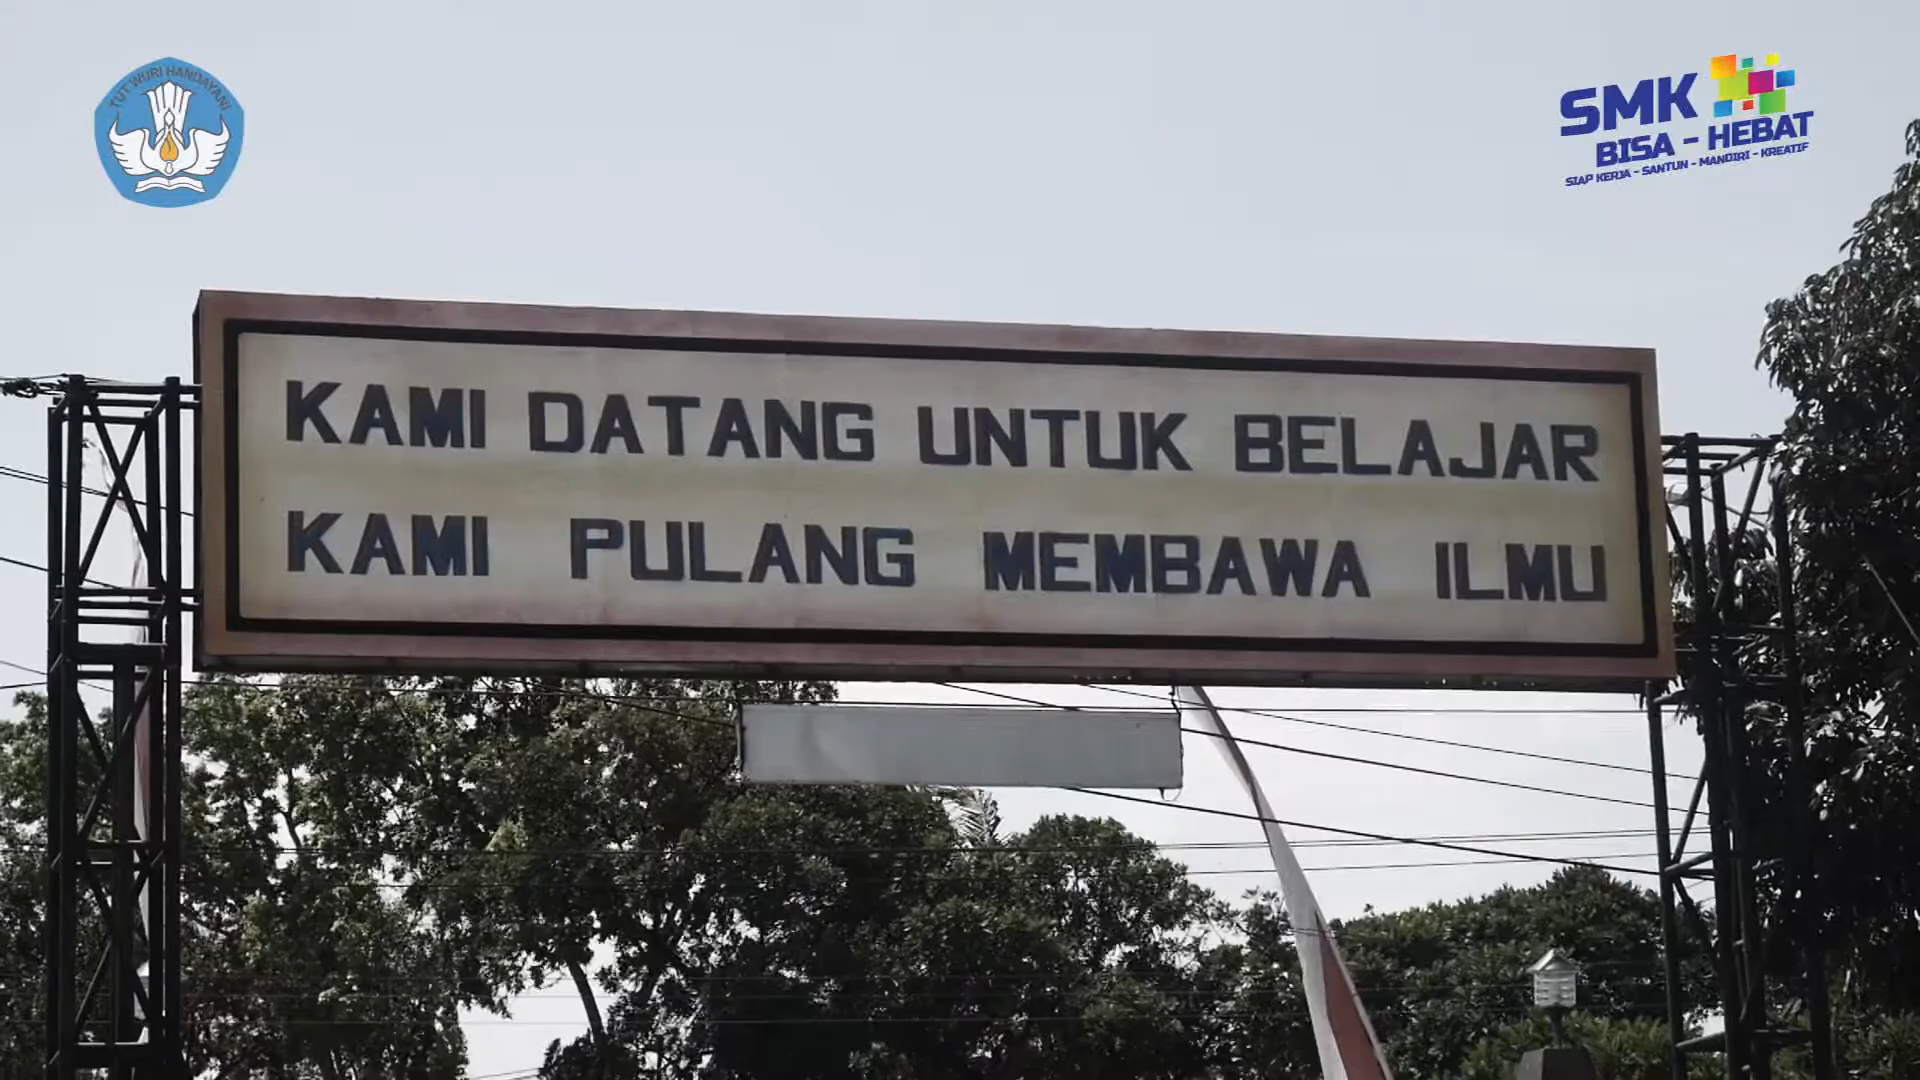 TUT WURI HANDAYANI
SMK
BISA - HEBAT
SIAP KERJA - SANTUN - MANDIRI - KREATIF
KAMI DATANG UNTUK BELAJAR
KAMI PULANG MEMBAWA ILMU